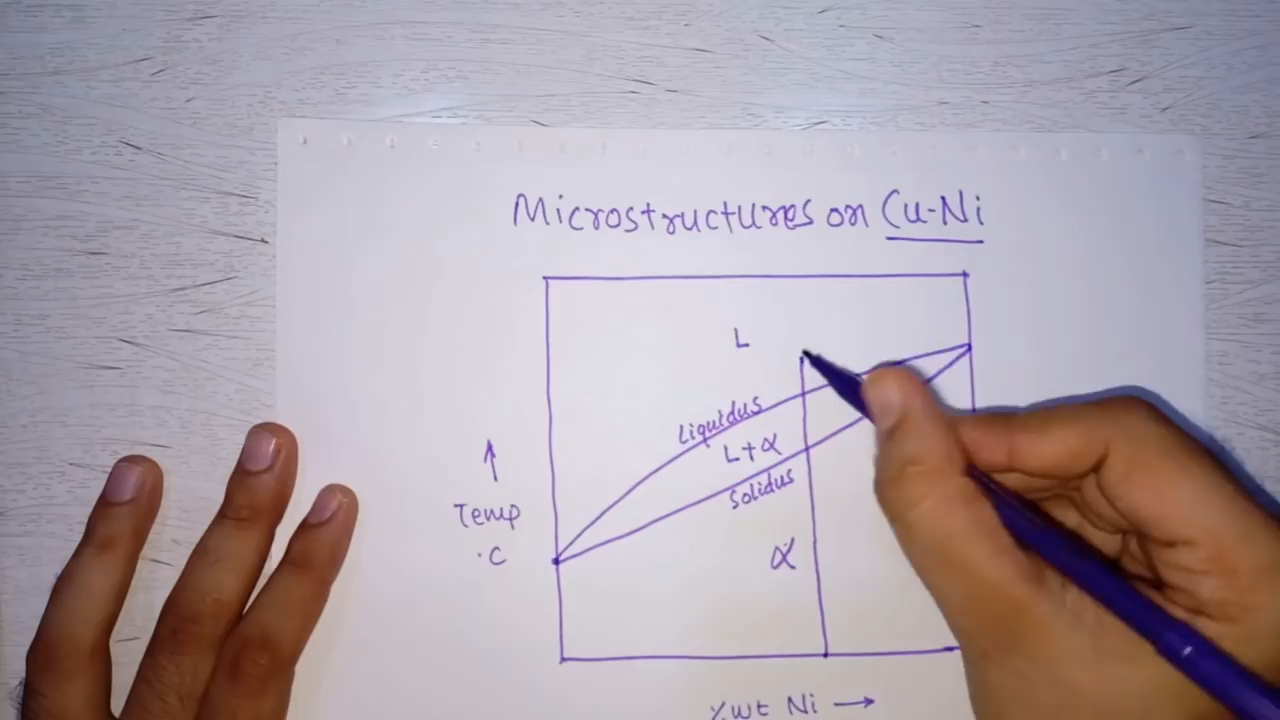 Microstructures on Cu-Ni
L
Liquidus
L+α
Solidus
↑
Temp
°C
α
%wt Ni →